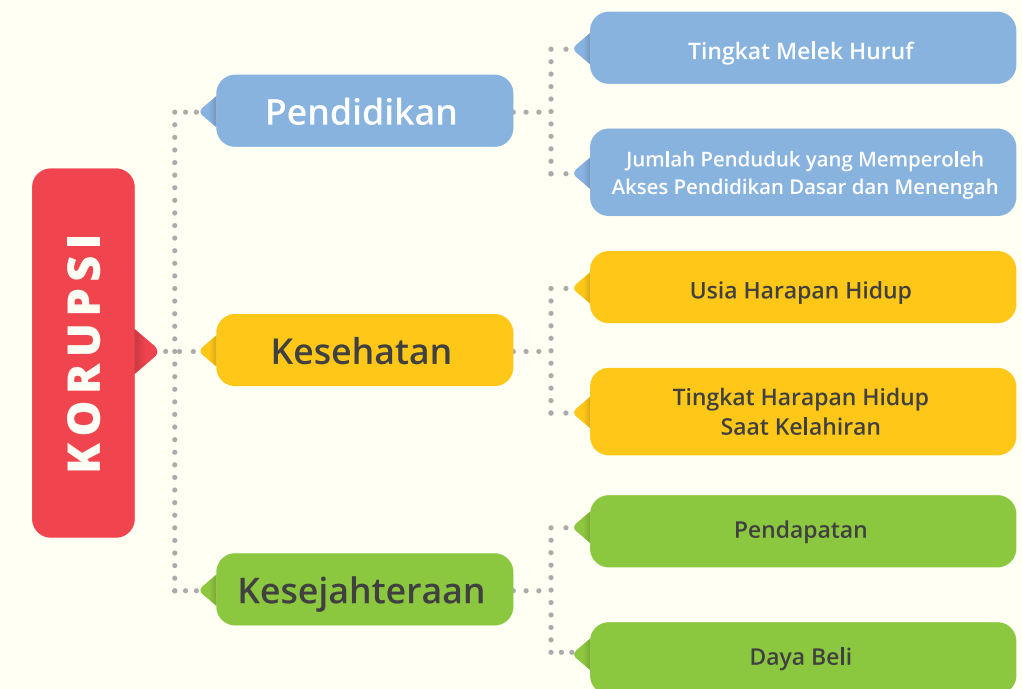 KORUPSI
Pendidikan
Tingkat Melek Huruf
Jumlah Penduduk yang Memperoleh
Akses Pendidikan Dasar dan Menengah
Kesehatan
Usia Harapan Hidup
Tingkat Harapan Hidup
Saat Kelahiran
Kesejahteraan
Pendapatan
Daya Beli